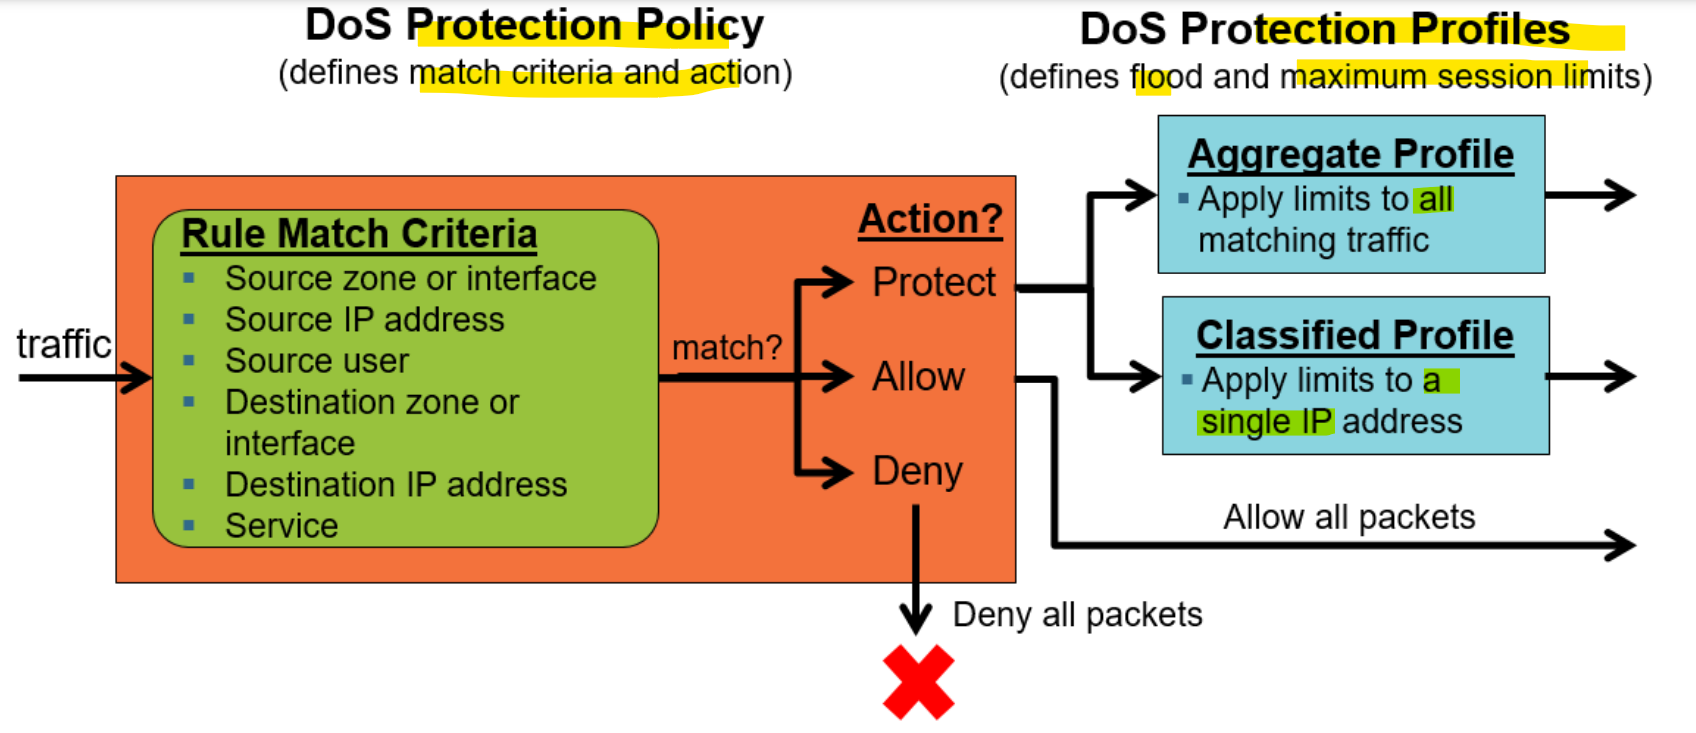 DoS Protection Policy
(defines match criteria and action)
DoS Protection Profiles
(defines flood and maximum session limits)
traffic
Rule Match Criteria
▪ Source zone or interface
▪ Source IP address
▪ Source user
▪ Destination zone or
interface
▪ Destination IP address
▪ Service
match?
Action?
Protect
Allow
Deny
Deny all packets
Aggregate Profile
▪ Apply limits to all
matching traffic
Classified Profile
▪ Apply limits to a
single IP address
Allow all packets